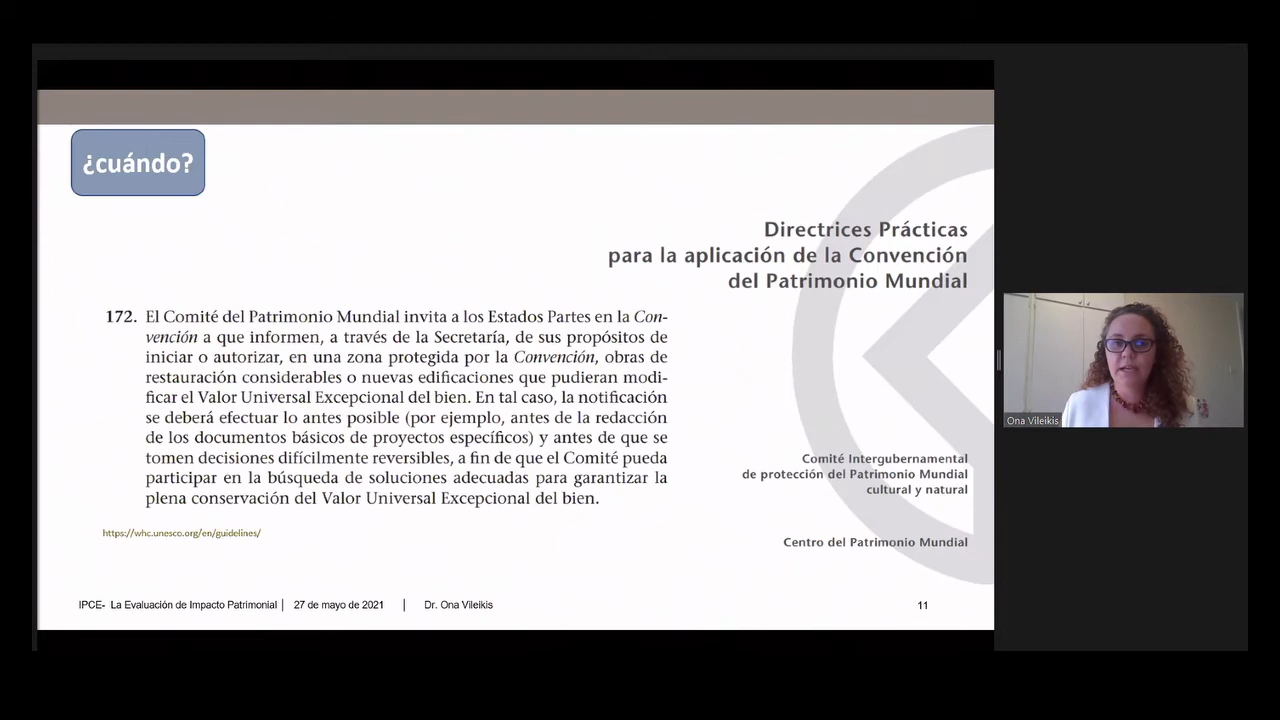 ¿cuándo?
Directrices Prácticas
para la aplicación de la Convención
del Patrimonio Mundial
172. El Comité del Patrimonio Mundial invita a los Estados Partes en la Con-
vención a que informen, a través de la Secretaría, de sus propósitos de
iniciar o autorizar, en una zona protegida por la Convención, obras de
restauración considerables o nuevas edificaciones que pudieran modi-
ficar el Valor Universal Excepcional del bien. En tal caso, la notificación
se deberá efectuar lo antes posible (por ejemplo, antes de la redacción
de los documentos básicos de proyectos específicos) y antes de que se
tomen decisiones difícilmente reversibles, a fin de que el Comité pueda
participar en la búsqueda de soluciones adecuadas para garantizar la
plena conservación del Valor Universal Excepcional del bien.
https://whc.unesco.org/en/guidelines/
Comité Intergubernamental
de protección del Patrimonio Mundial
cultural y natural
Centro del Patrimonio Mundial
IPCE- La Evaluación de Impacto Patrimonial | 27 de mayo de 2021 | Dr. Ona Vileikis 11
Ona Vileikis